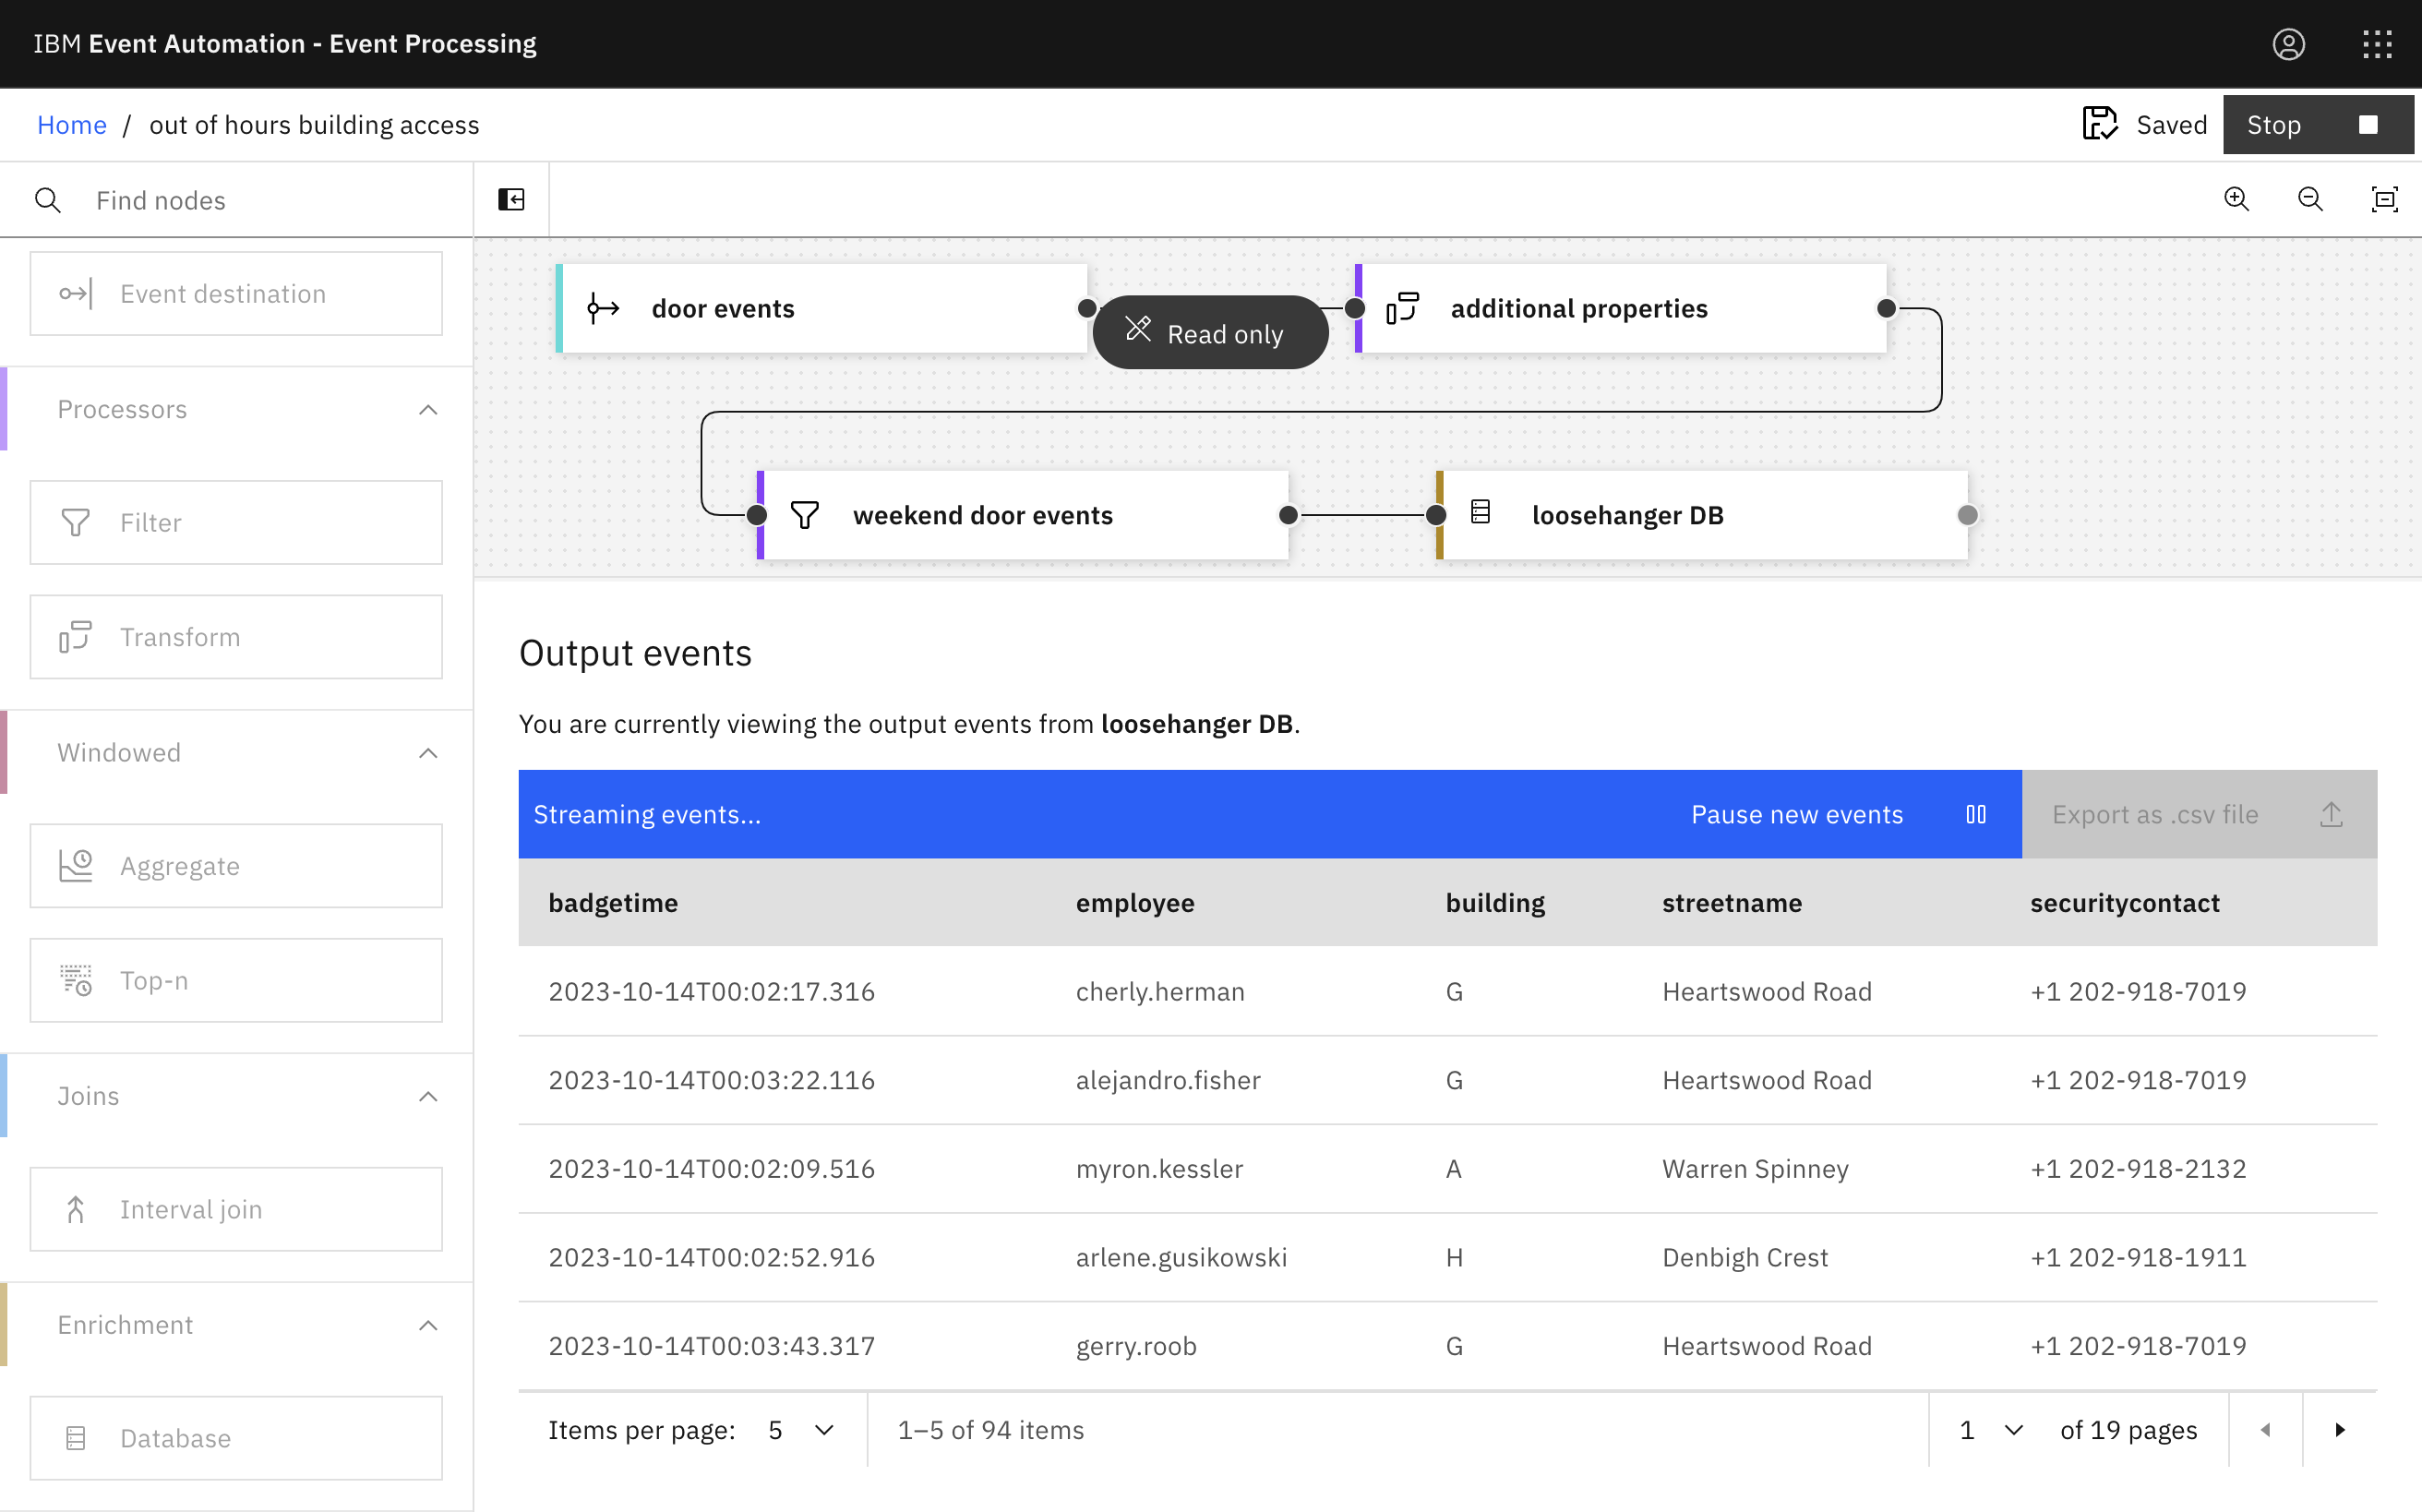 IBM Event Automation - Event Processing
Home / out of hours building access
Saved
Stop
Find nodes
Event destination
Processors
Filter
Transform
Windowed
Aggregate
Top-n
Joins
Interval join
Enrichment
Database
door events
Read only
additional properties
weekend door events
loosehanger DB
Output events
You are currently viewing the output events from loosehanger DB.
Streaming events...
Pause new events
Export as .csv file
badgetime employee building streetname securitycontact
2023-10-14T00:02:17.316 cherly.herman G Heartswood Road +1 202-918-7019
2023-10-14T00:03:22.116 alejandro.fisher G Heartswood Road +1 202-918-7019
2023-10-14T00:02:09.516 myron.kessler A Warren Spinney +1 202-918-2132
2023-10-14T00:02:52.916 arlene.gusikowski H Denbigh Crest +1 202-918-1911
2023-10-14T00:03:43.317 gerry.roob G Heartswood Road +1 202-918-7019
Items per page: 5 1–5 of 94 items 1 of 19 pages